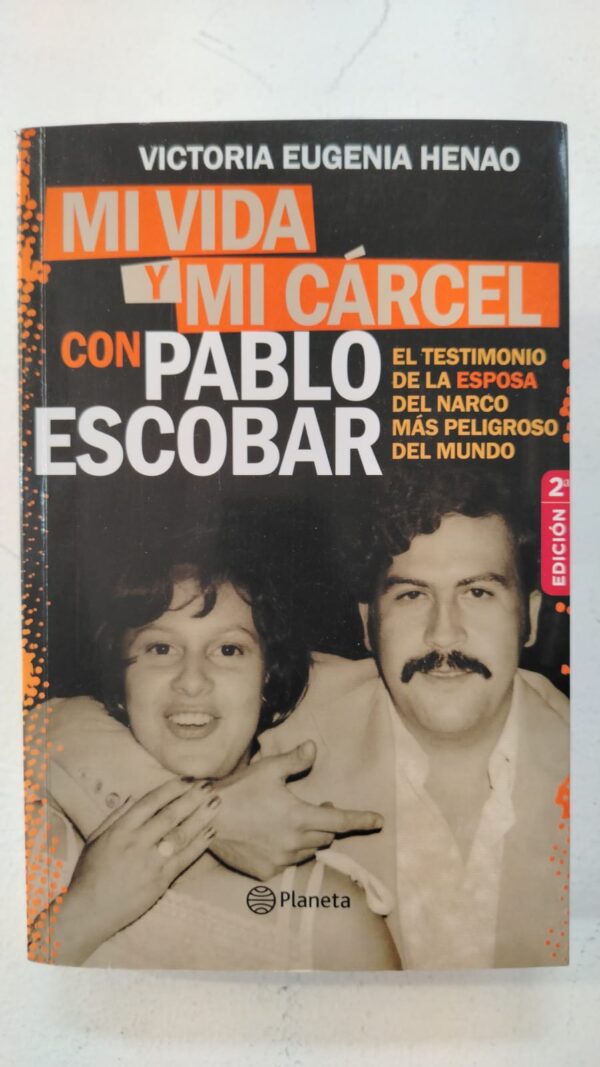 VICTORIA EUGENIA HENAO
MI VIDA
Y MI CÁRCEL
CON PABLO
ESCOBAR
EL TESTIMONIO
DE LA ESPOSA
DEL NARCO
MÁS PELIGROSO
DEL MUNDO
2ª
EDICIÓN
Planeta